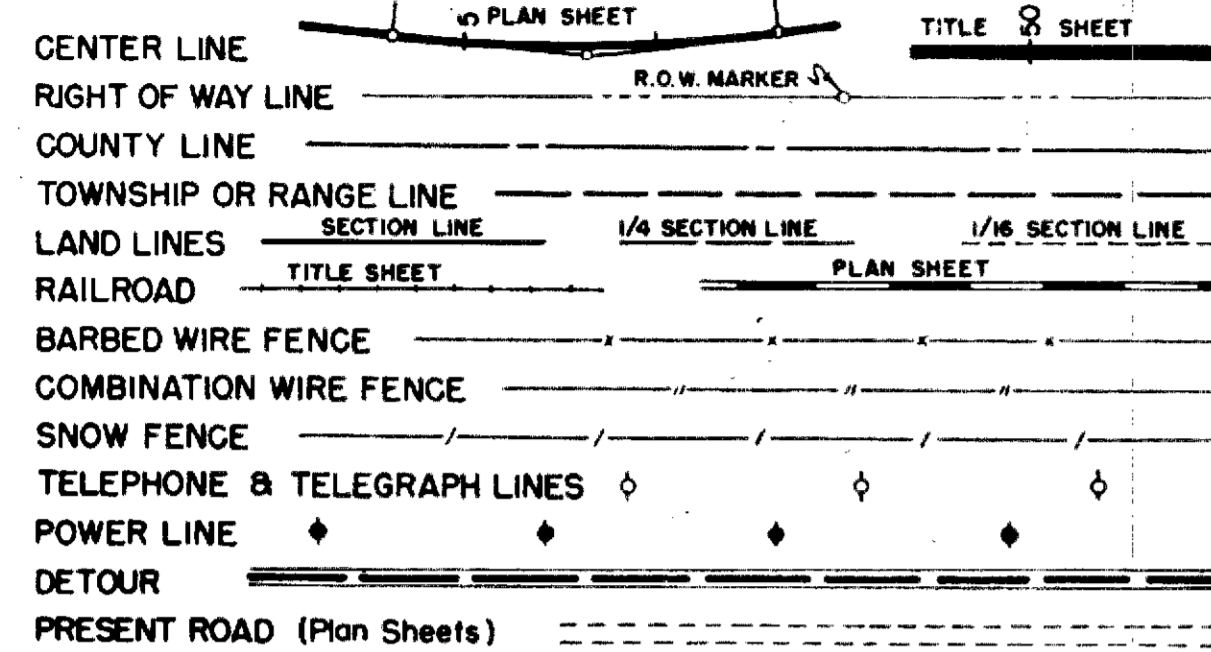 5 PLAN SHEET
TITLE 50 SHEET
CENTER LINE
R.O.W. MARKER
RIGHT OF WAY LINE
COUNTY LINE
TOWNSHIP OR RANGE LINE
LAND LINES SECTION LINE 1/4 SECTION LINE 1/16 SECTION LINE
RAILROAD TITLE SHEET PLAN SHEET
BARBED WIRE FENCE
COMBINATION WIRE FENCE
SNOW FENCE
TELEPHONE & TELEGRAPH LINES
POWER LINE
DETOUR
PRESENT ROAD (Plan Sheets)